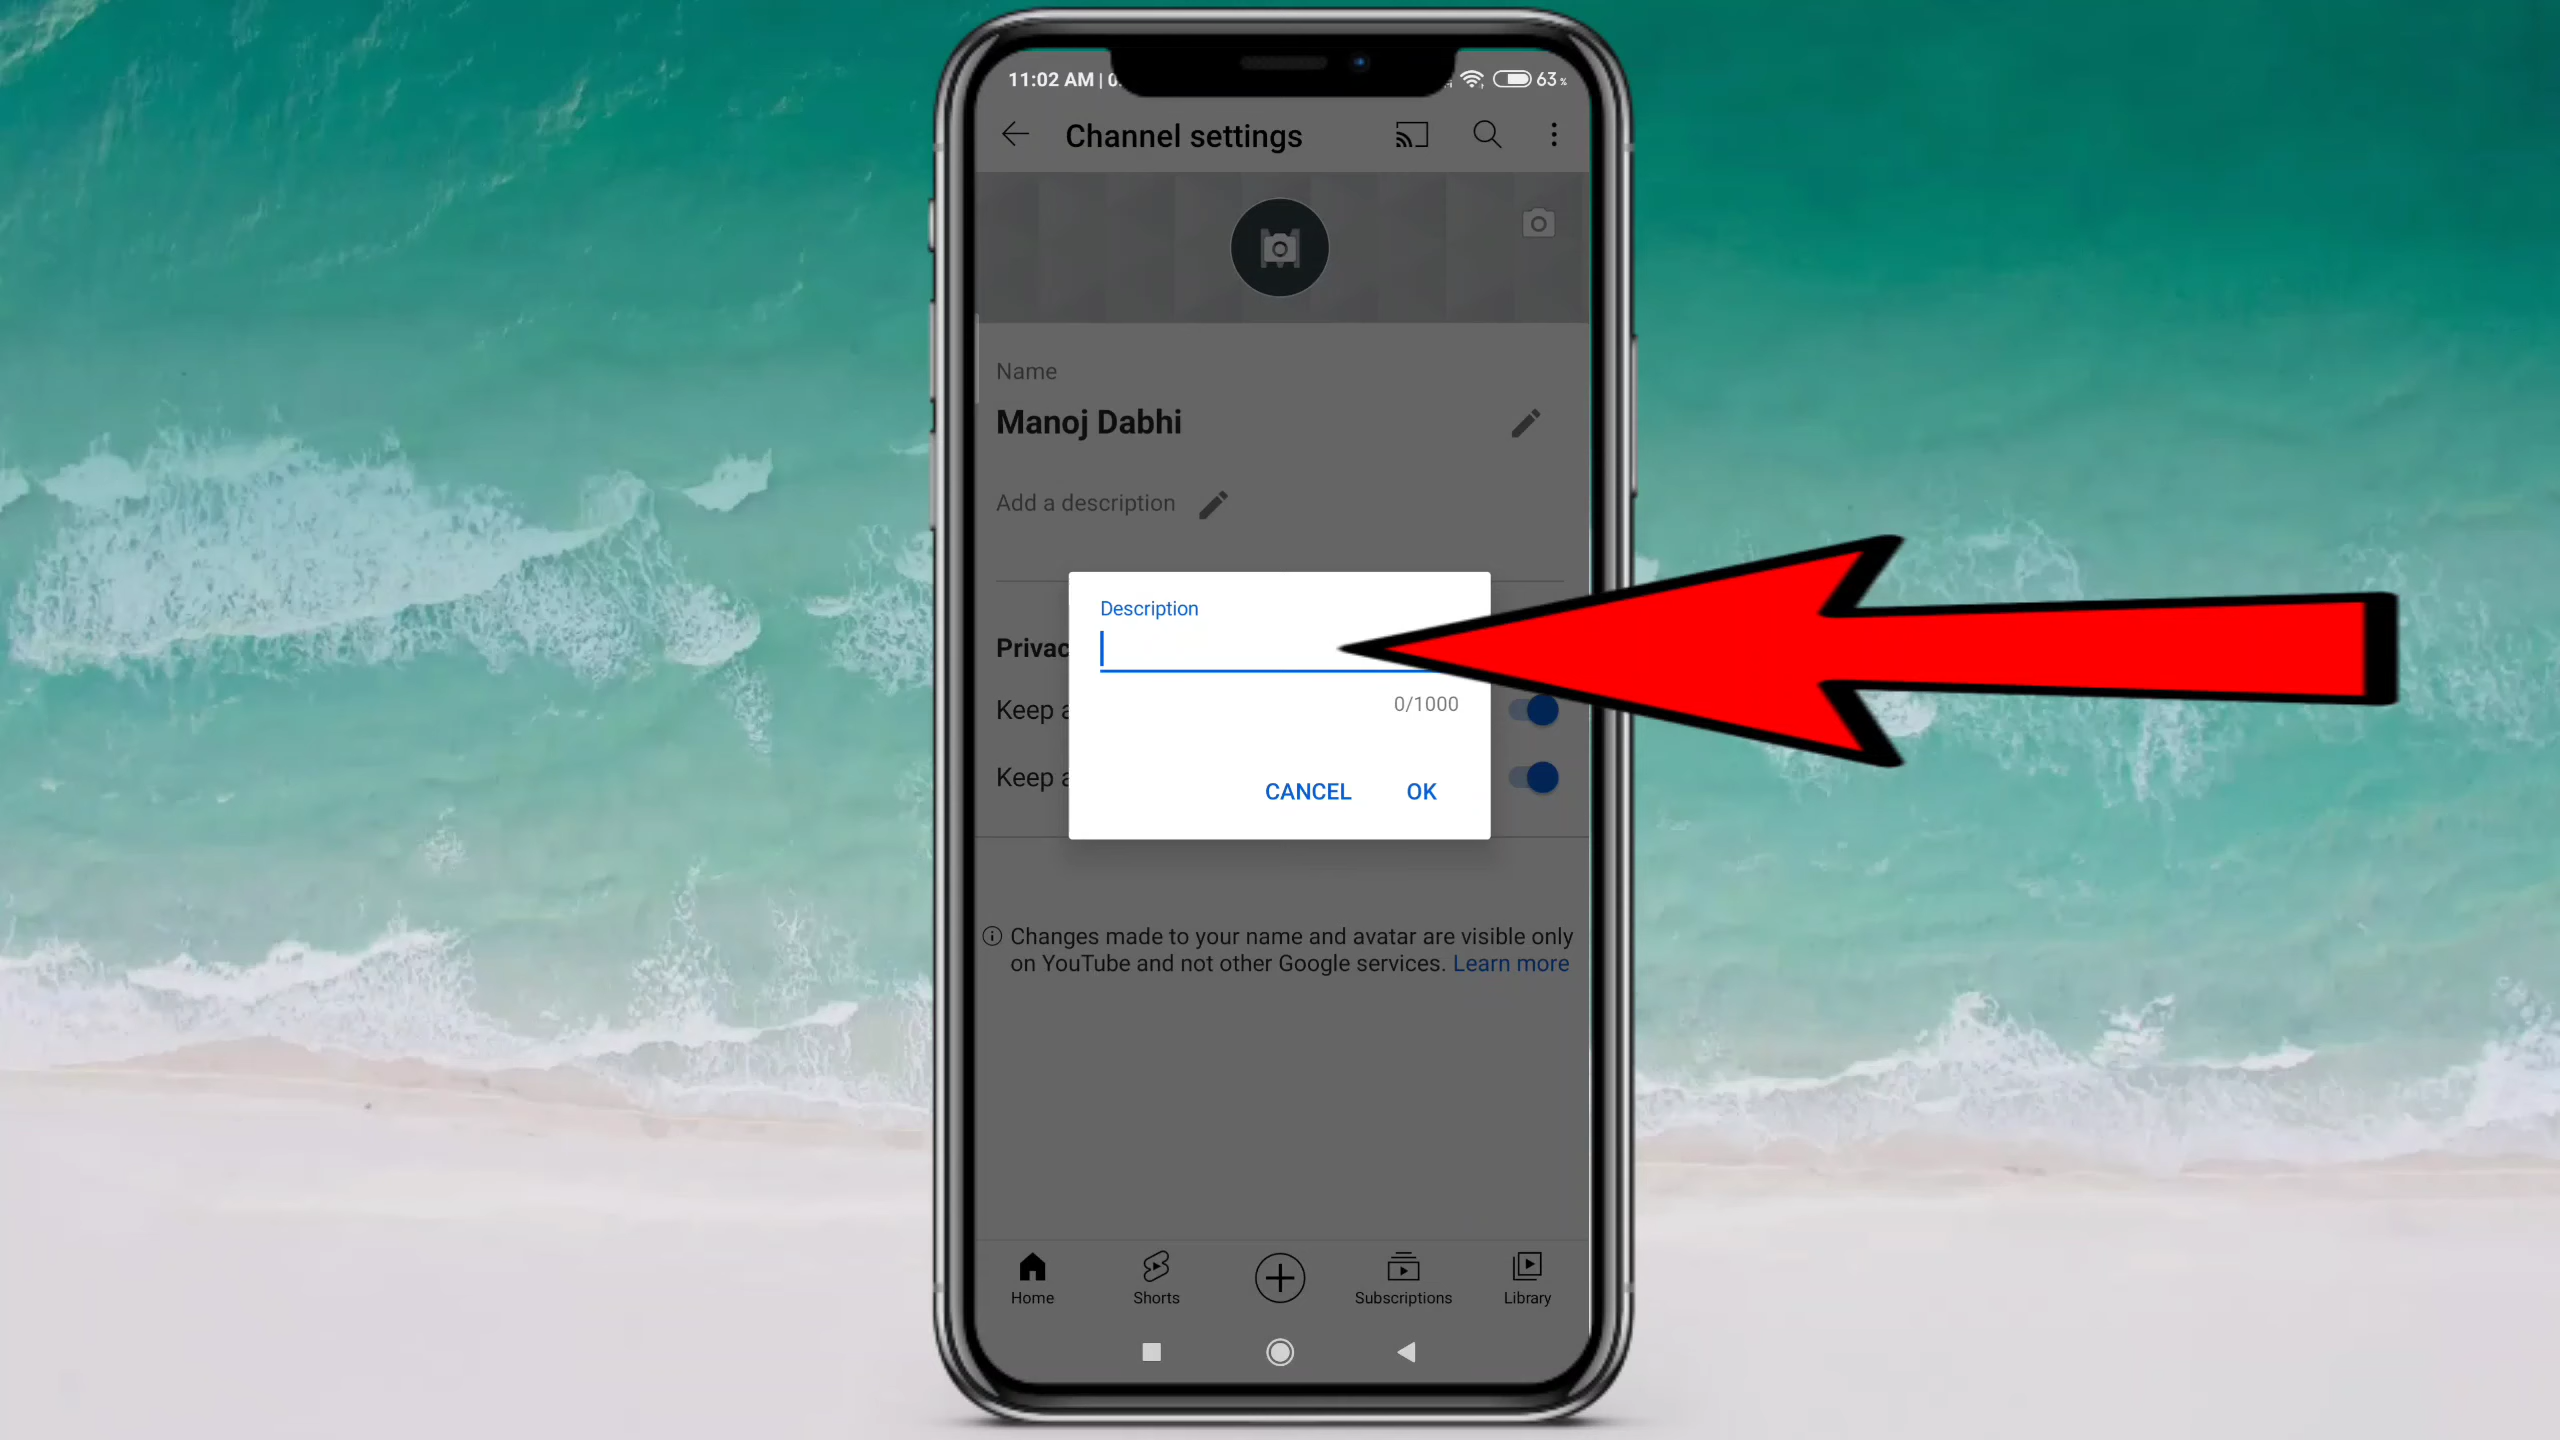 11:02 AM | 0.
63%
Channel settings
Name
Manoj Dabhi
Add a description
Description
Privac
Keep a
0/1000
Keep a
CANCEL OK
Changes made to your name and avatar are visible only
on YouTube and not other Google services. Learn more
Home
Shorts
Subscriptions
Library